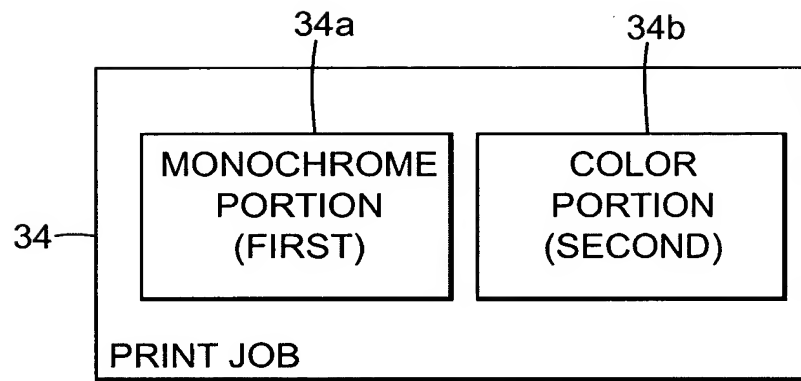 34a
34b
MONOCHROME
PORTION
(FIRST)
COLOR
PORTION
(SECOND)
34
PRINT JOB